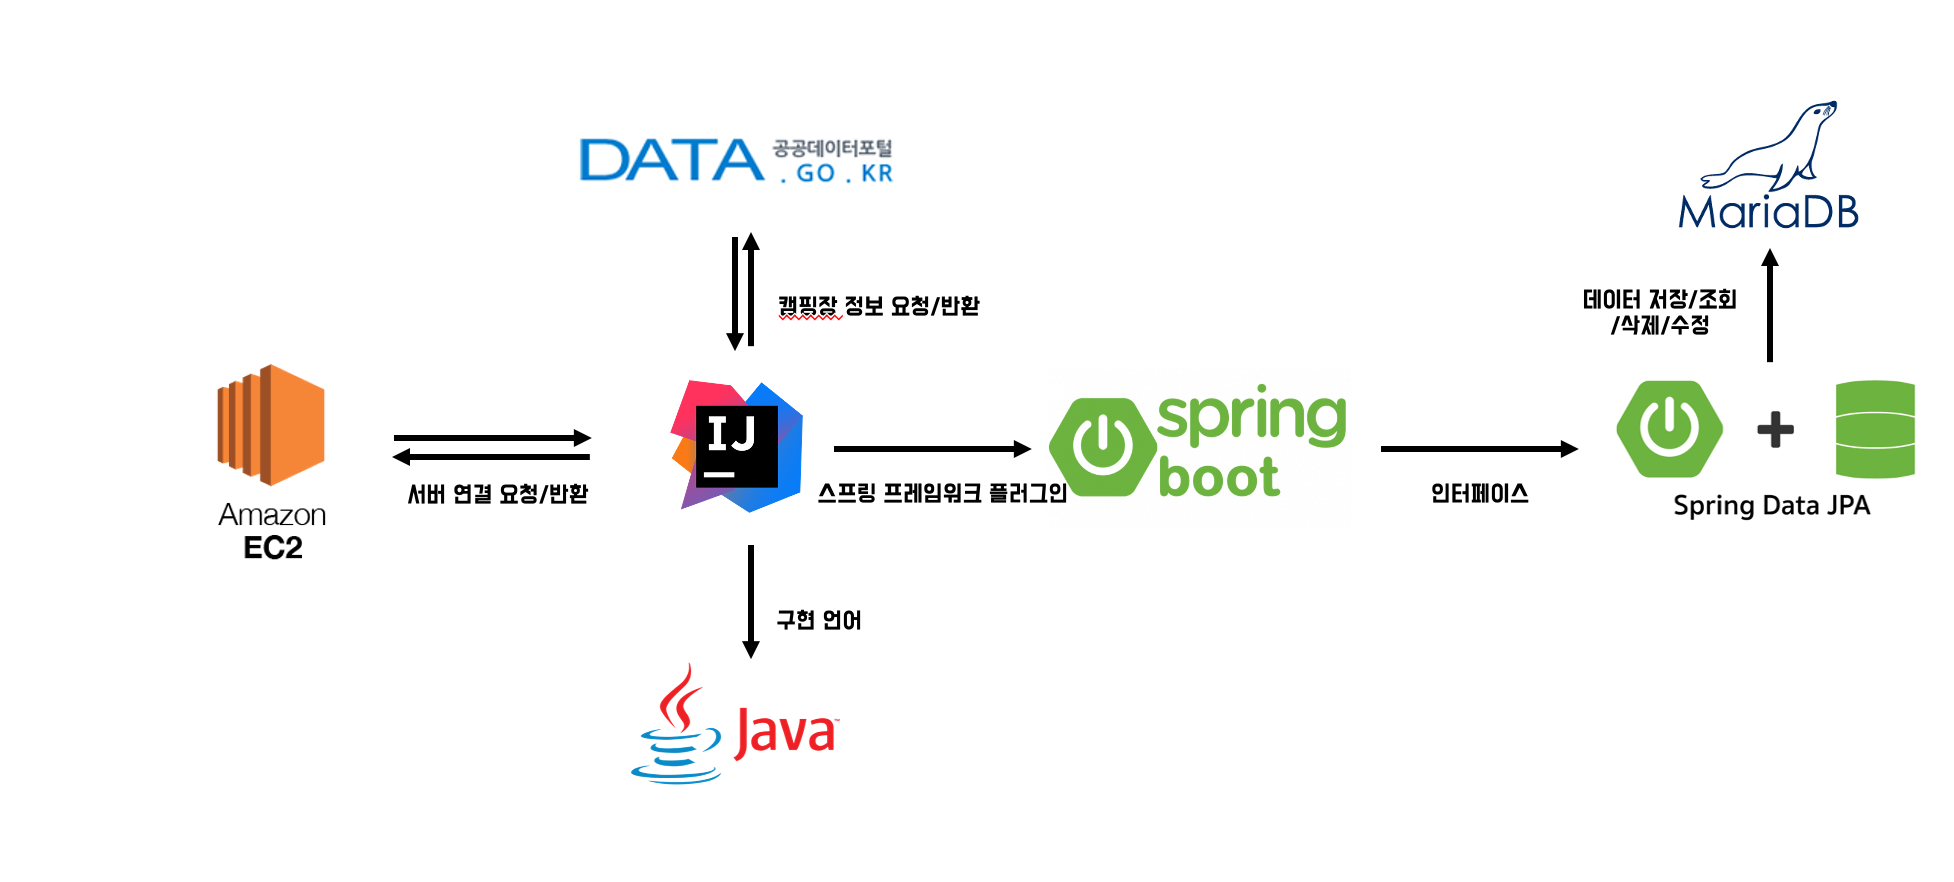 DATA 공공데이터포털
.GO.KR
MariaDB
캠핑장 정보 요청/반환
데이터 저장/조회
/삭제/수정
IJ
spring
boot
서버 연결 요청/반환
스프링 프레임워크 플러그인
인터페이스
Spring Data JPA
Amazon
EC2
구현 언어
Java